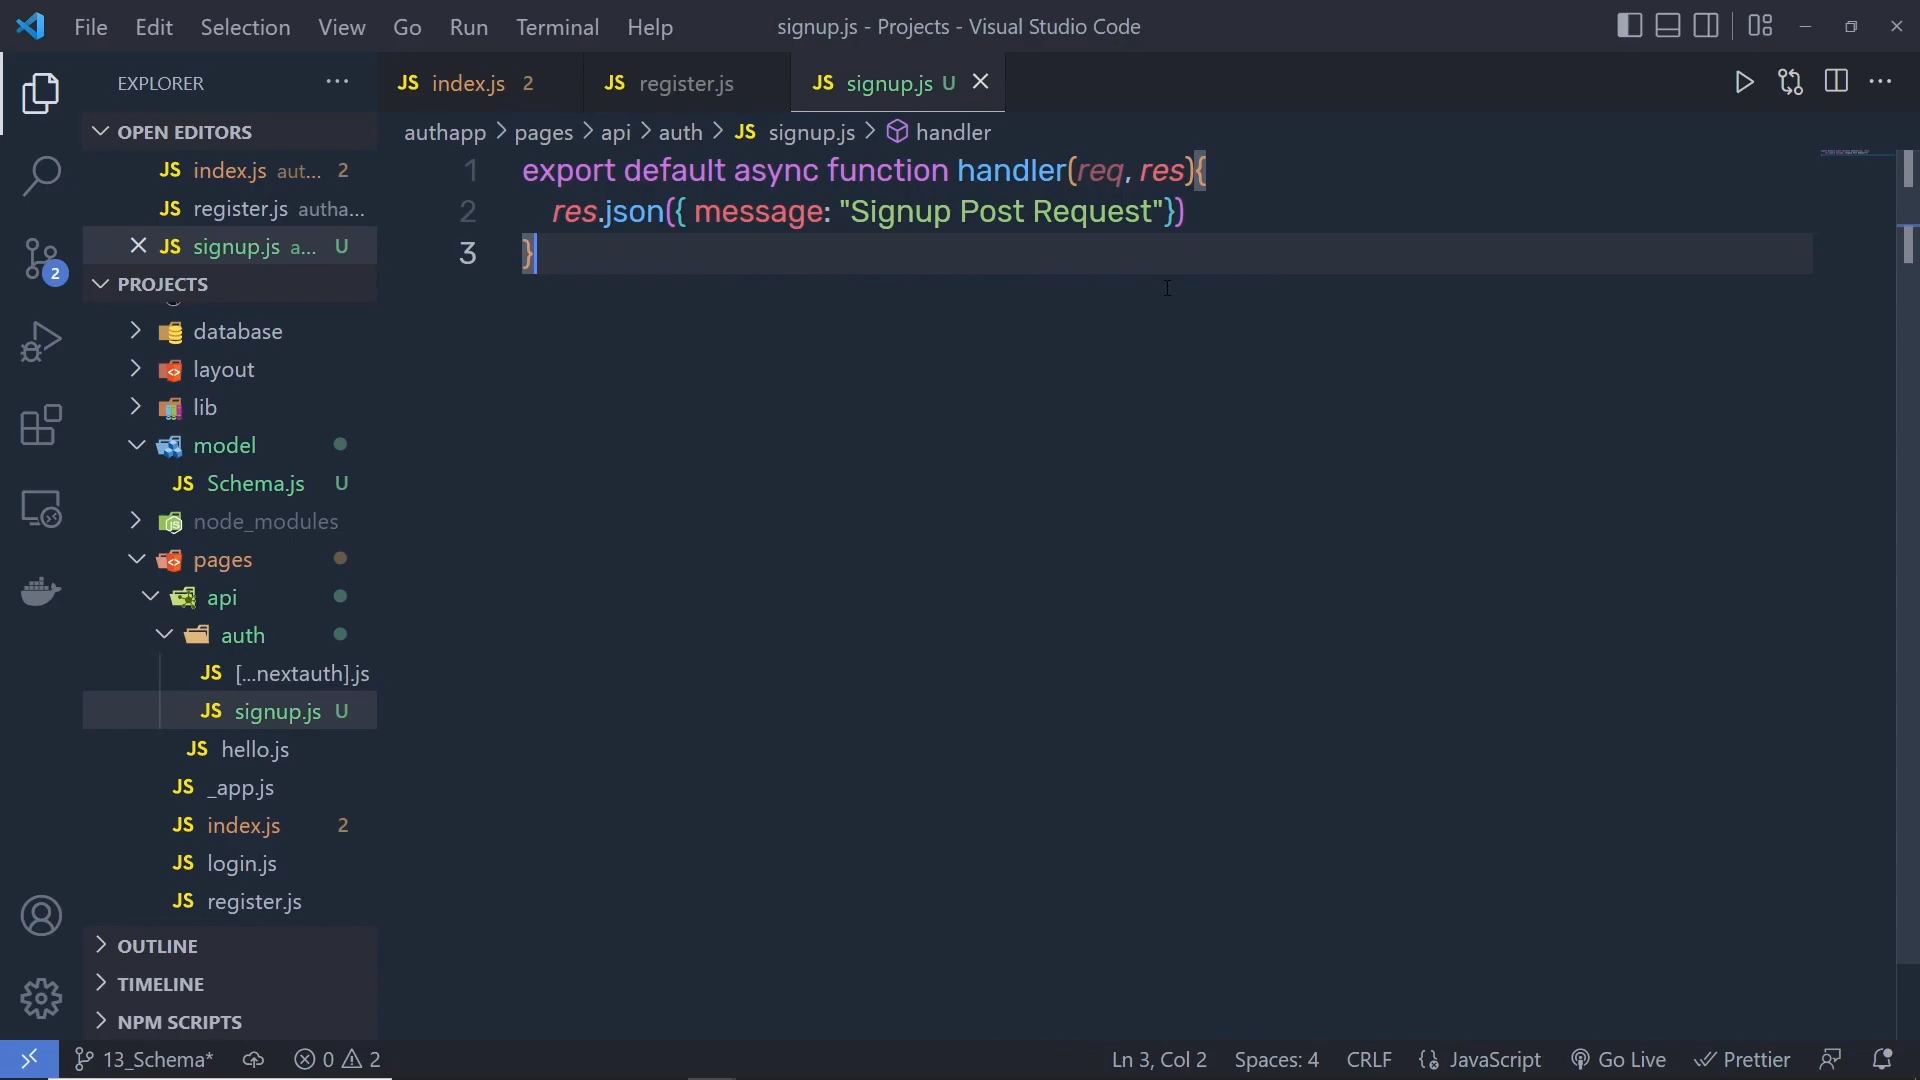 File Edit Selection View Go Run Terminal Help signup.js - Projects - Visual Studio Code
EXPLORER ···
JS index.js 2 JS register.js JS signup.js U
OPEN EDITORS
JS index.js aut... 2
JS register.js autha...
JS signup.js a... U
PROJECTS
database
layout
lib
model
JS Schema.js U
node_modules
pages
api
auth
JS [...nextauth].js
JS signup.js U
JS hello.js
JS _app.js
JS index.js 2
JS login.js
JS register.js
OUTLINE
TIMELINE
NPM SCRIPTS
2
authapp > pages > api > auth > JS signup.js > handler
1 export default async function handler(req, res){
2 res.json({ message: "Signup Post Request"})
3 }
13_Schema* 0 2 Ln 3, Col 2 Spaces: 4 CRLF {} JavaScript Go Live Prettier